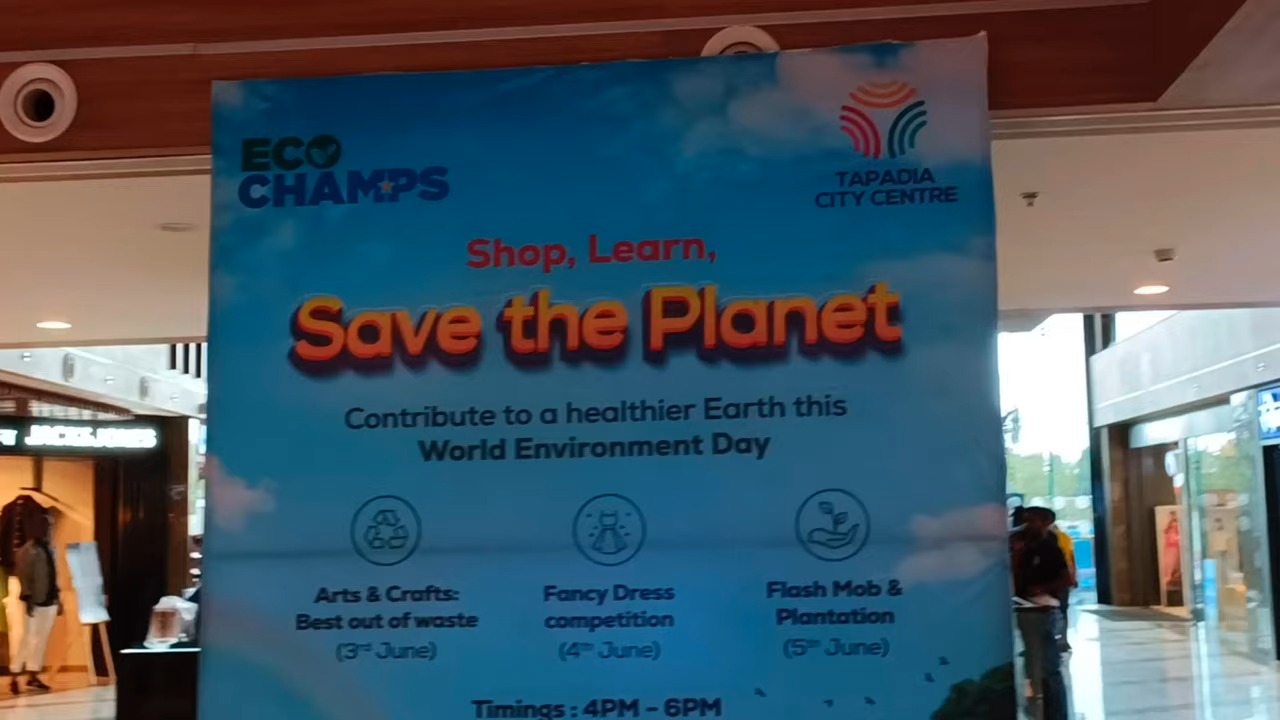 ECO
CHAMPS
TAPADIA
CITY CENTRE
Shop, Learn,
Save the Planet
Contribute to a healthier Earth this
World Environment Day
Arts & Crafts:
Best out of waste
(3rd June)
Fancy Dress
competition
(4th June)
Flash Mob &
Plantation
(5th June)
Timings : 4PM - 6PM
JACK & JONES